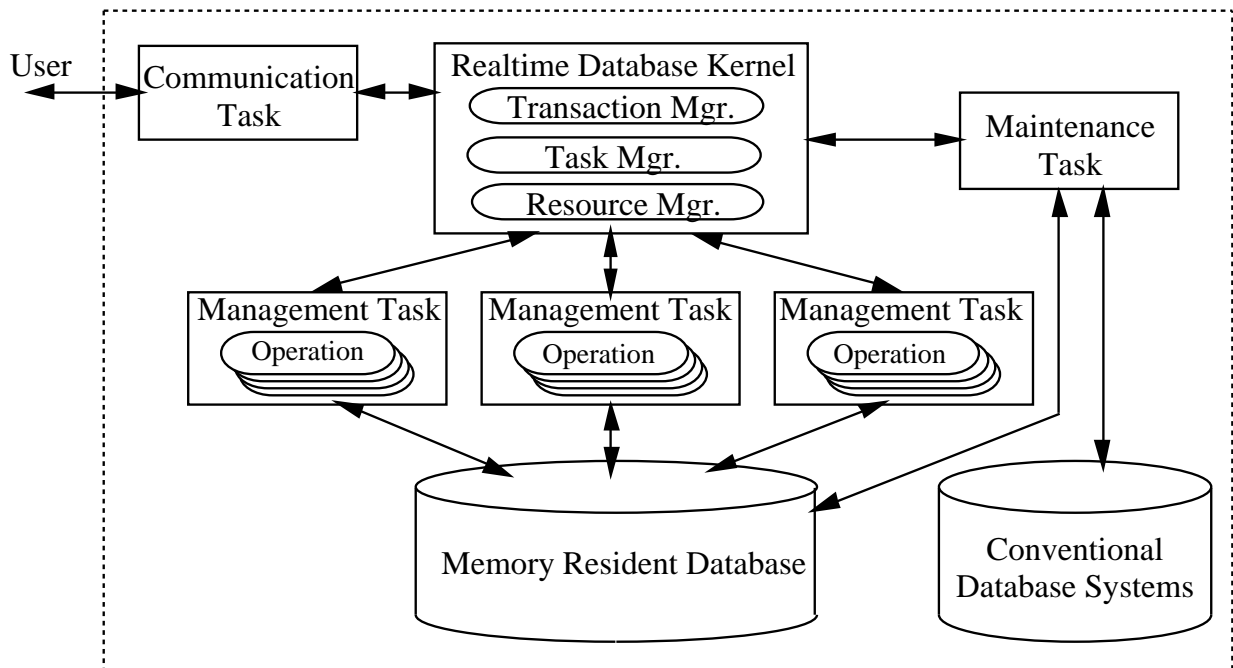 User
Communication
Task
Realtime Database Kernel
Transaction Mgr.
Task Mgr.
Resource Mgr.
Maintenance
Task
Management Task
Operation
Management Task
Operation
Management Task
Operation
Memory Resident Database
Conventional
Database Systems